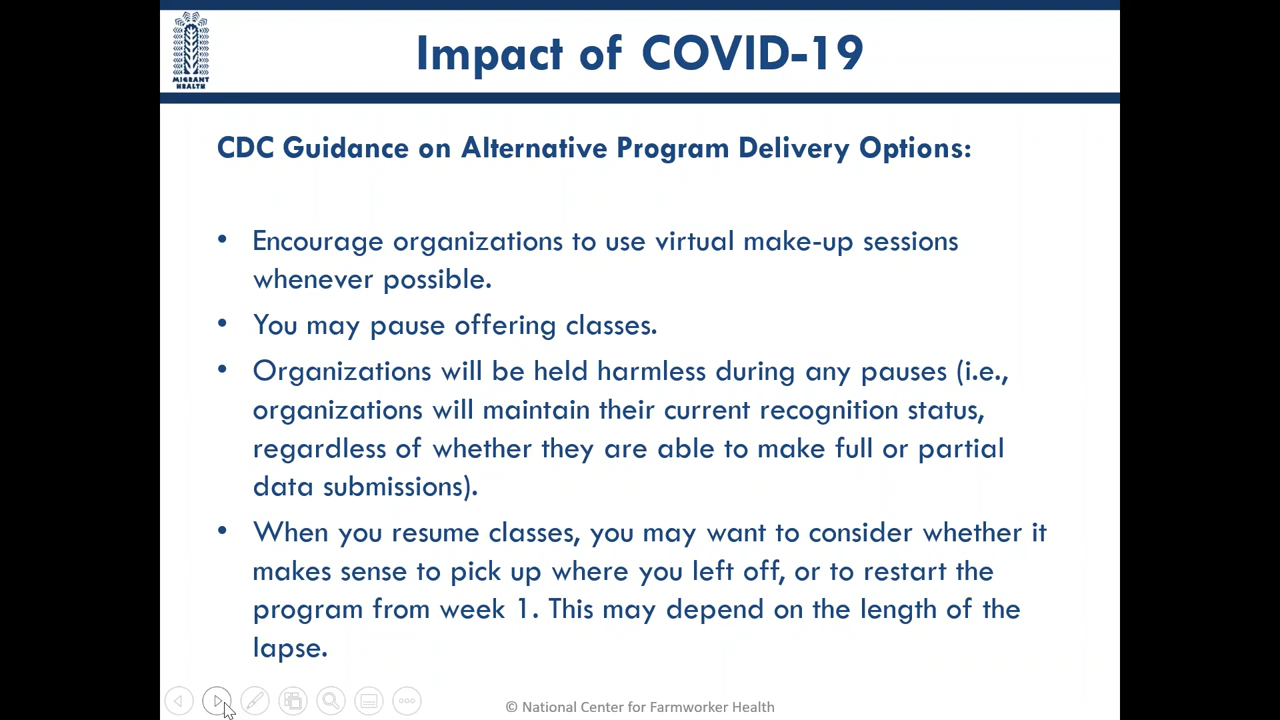 MIGRANT
HEALTH
Impact of COVID-19
CDC Guidance on Alternative Program Delivery Options:
• Encourage organizations to use virtual make-up sessions
whenever possible.
• You may pause offering classes.
• Organizations will be held harmless during any pauses (i.e.,
organizations will maintain their current recognition status,
regardless of whether they are able to make full or partial
data submissions).
• When you resume classes, you may want to consider whether it
makes sense to pick up where you left off, or to restart the
program from week 1. This may depend on the length of the
lapse.
© National Center for Farmworker Health